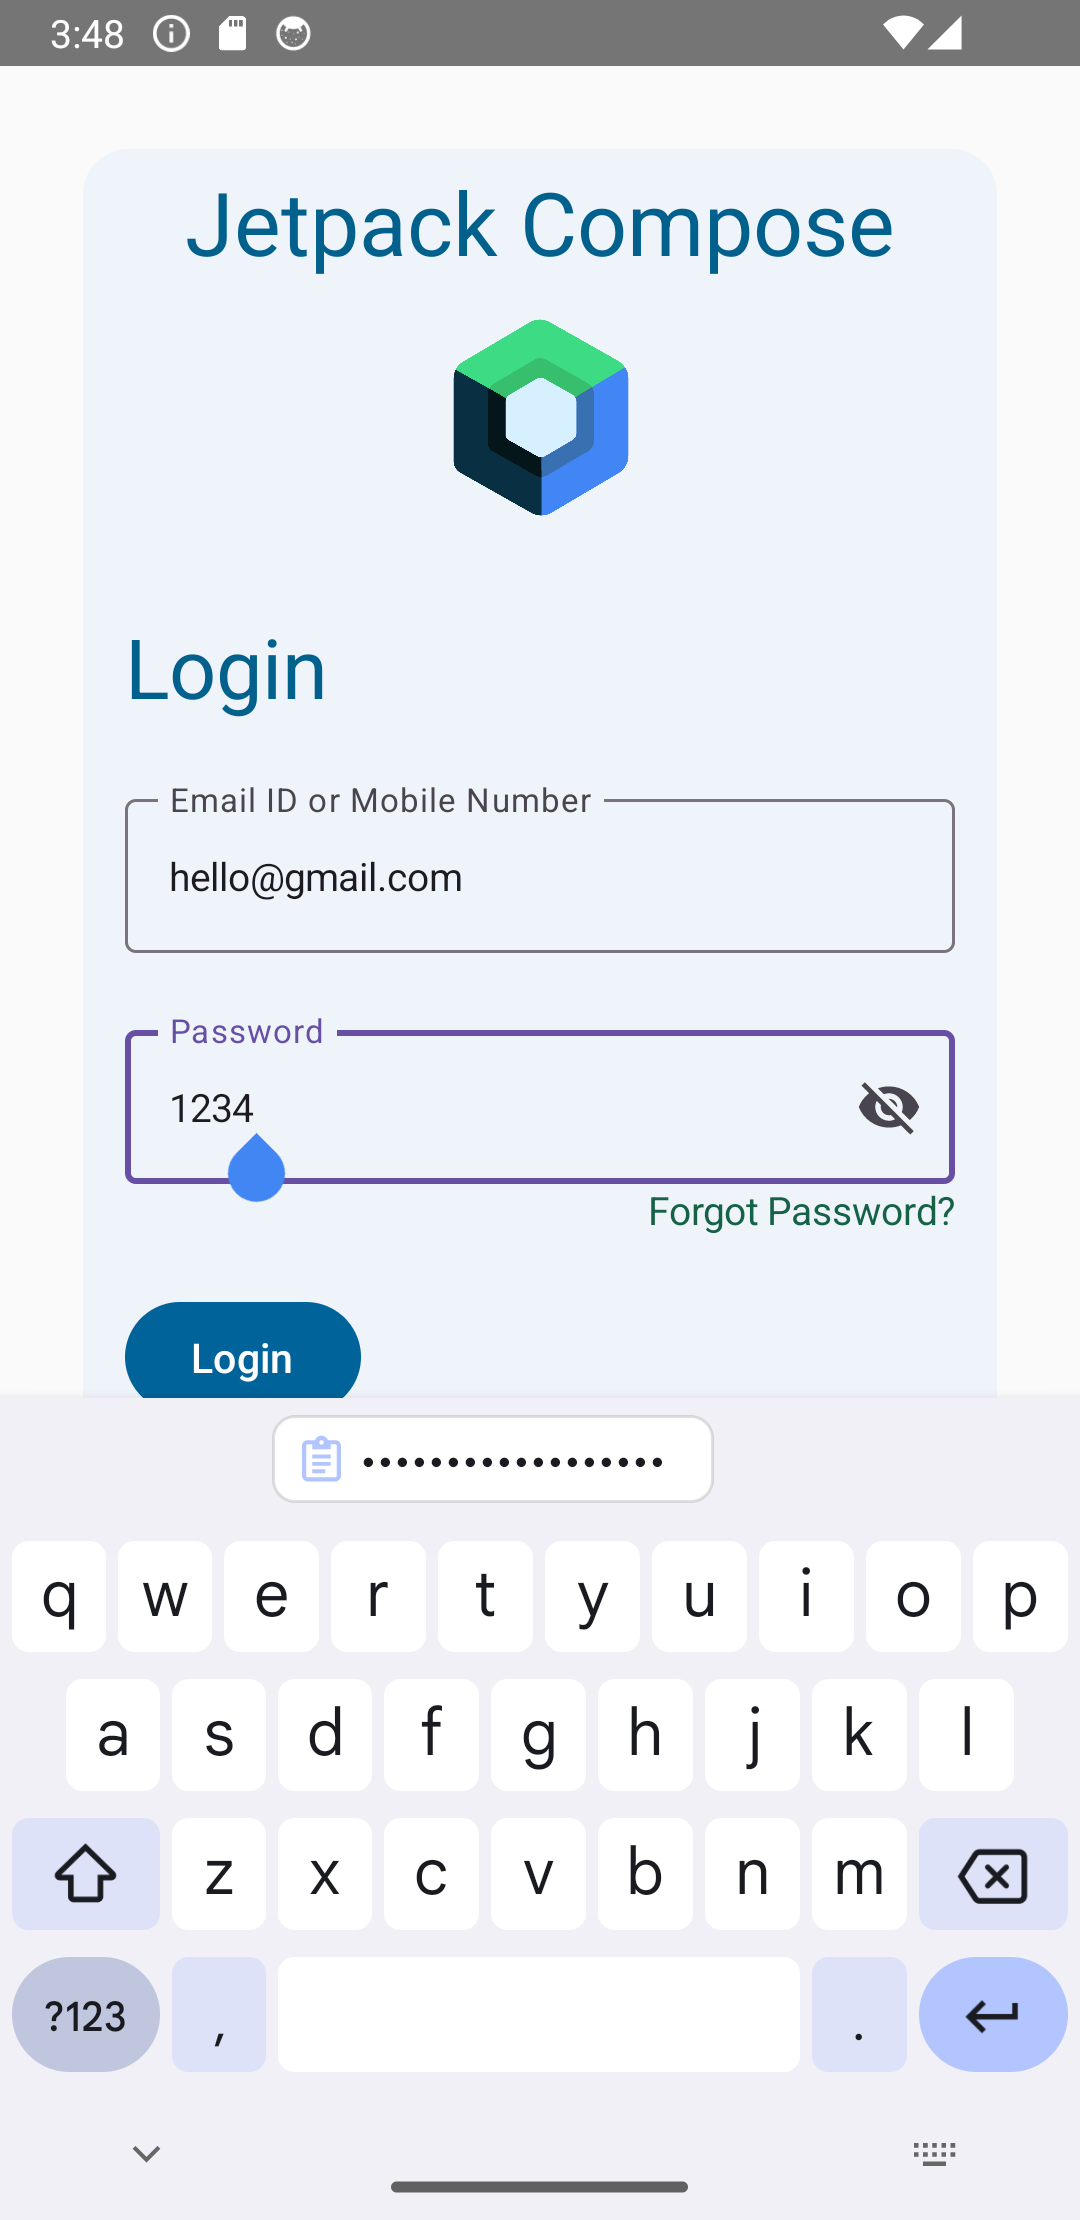 3:48
Jetpack Compose
Login
Email ID or Mobile Number
hello@gmail.com
Password
1234
Forgot Password?
Login
••••••••••••••••••
q w e r t y u i o p
a s d f g h j k l
z x c v b n m
?123 , .